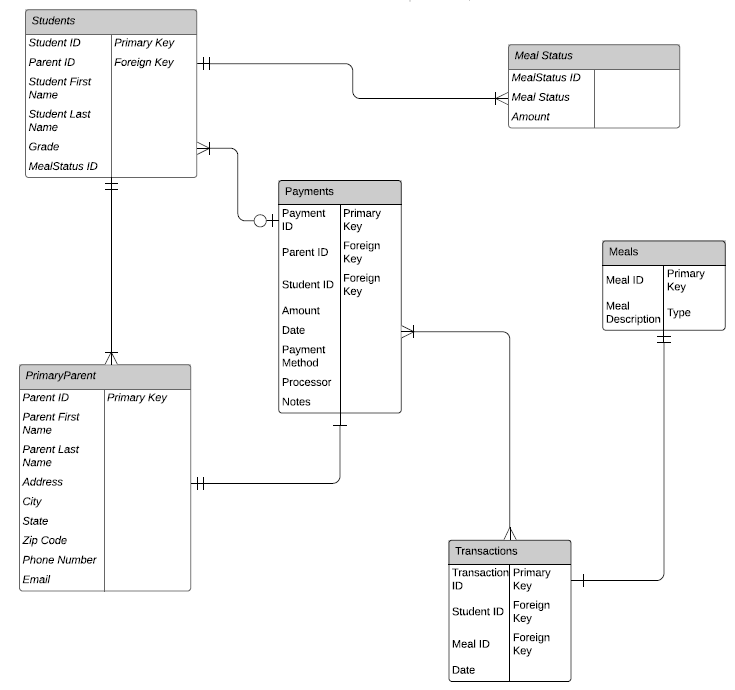 Students
Student ID Primary Key
Parent ID Foreign Key
Student First
Name
Student Last
Name
Grade
MealStatus ID
Meal Status
MealStatus ID
Meal Status
Amount
Payments
Payment Primary
ID Key
Parent ID Foreign
Key
Student ID Foreign
Key
Amount
Date
Payment
Method
Processor
Notes
Meals
Meal ID Primary
Key
Meal
Description Type
PrimaryParent
Parent ID Primary Key
Parent First
Name
Parent Last
Name
Address
City
State
Zip Code
Phone Number
Email
Transactions
Transaction Primary
ID Key
Student ID Foreign
Key
Meal ID Foreign
Key
Date